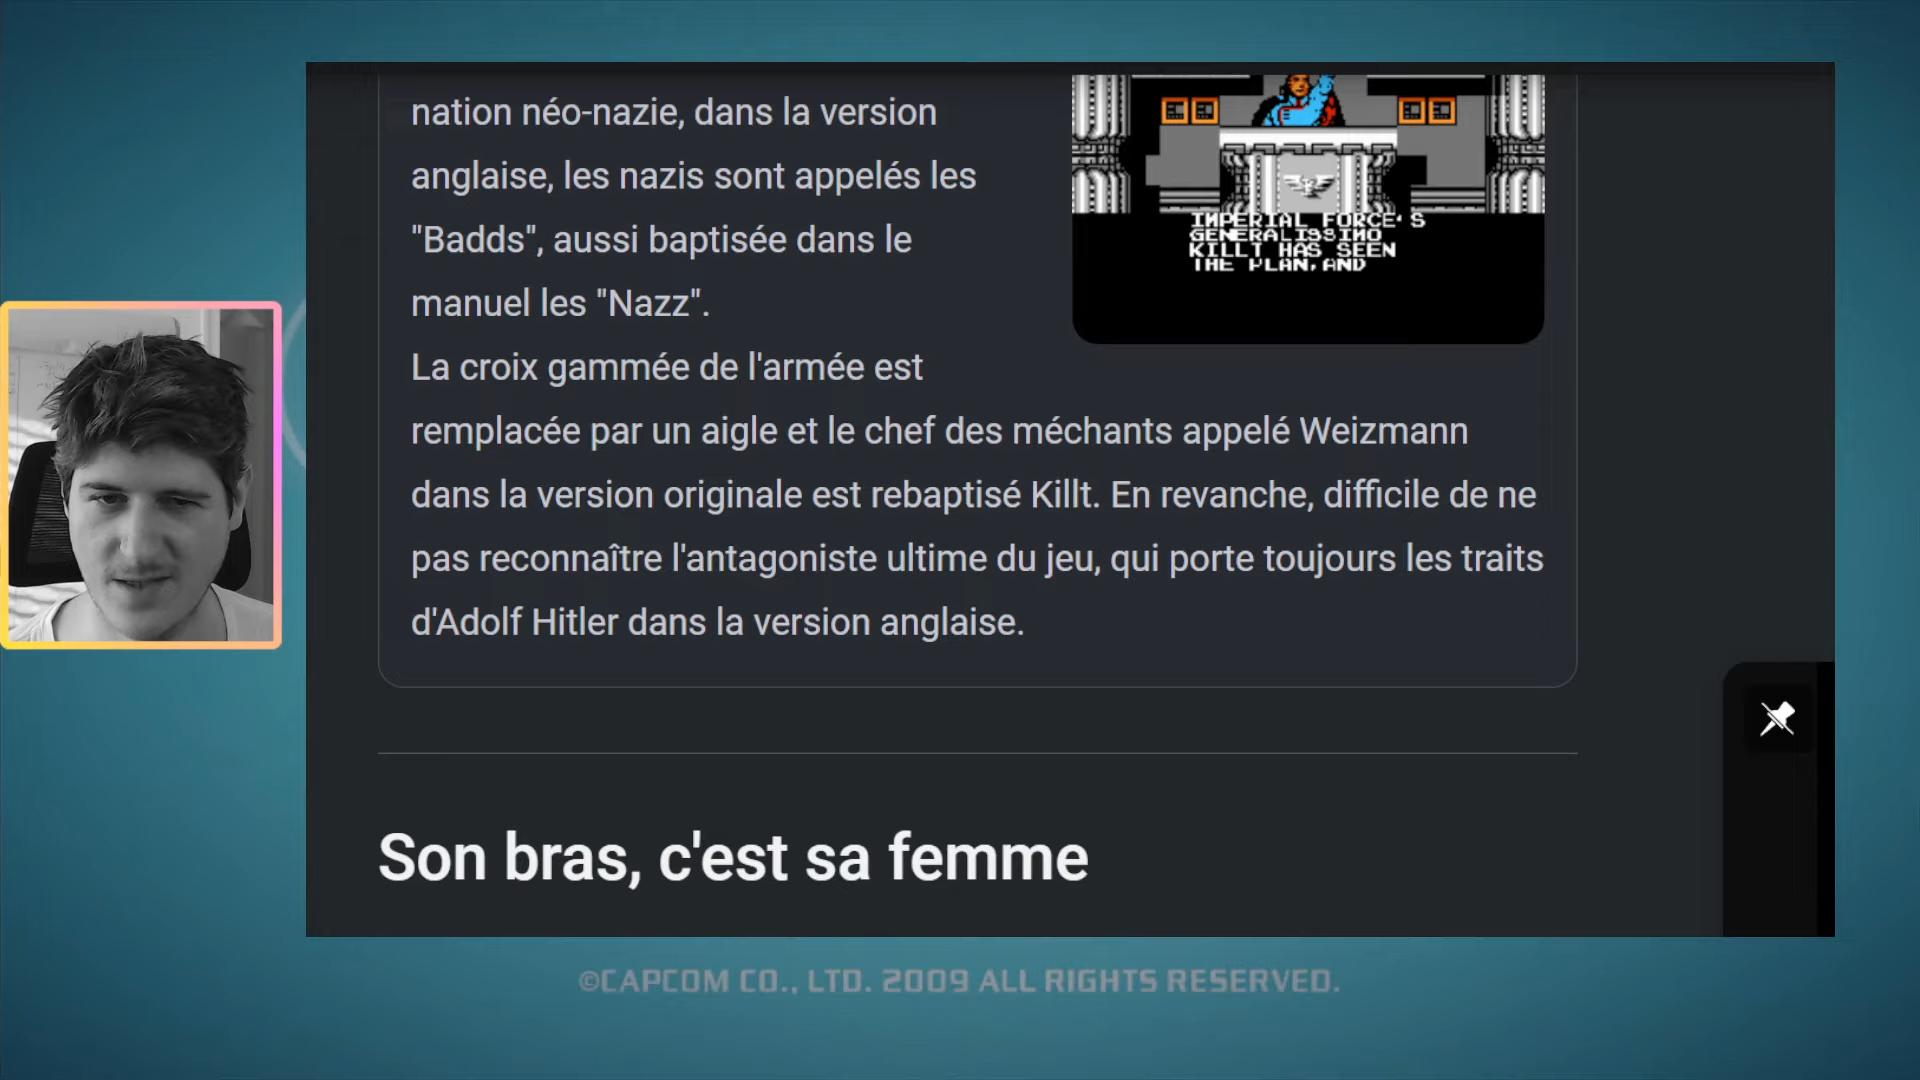 nation néo-nazie, dans la version
anglaise, les nazis sont appelés les
"Badds", aussi baptisée dans le
manuel les "Nazz".
La croix gammée de l'armée est
remplacée par un aigle et le chef des méchants appelé Weizmann
dans la version originale est rebaptisé Killt. En revanche, difficile de ne
pas reconnaître l'antagoniste ultime du jeu, qui porte toujours les traits
d'Adolf Hitler dans la version anglaise.
IMPERIAL FORCE'S
GENERALISSIMO
KILLT HAS SEEN
THE PLAN,AND
Son bras, c'est sa femme
©CAPCOM CO., LTD. 2009 ALL RIGHTS RESERVED.